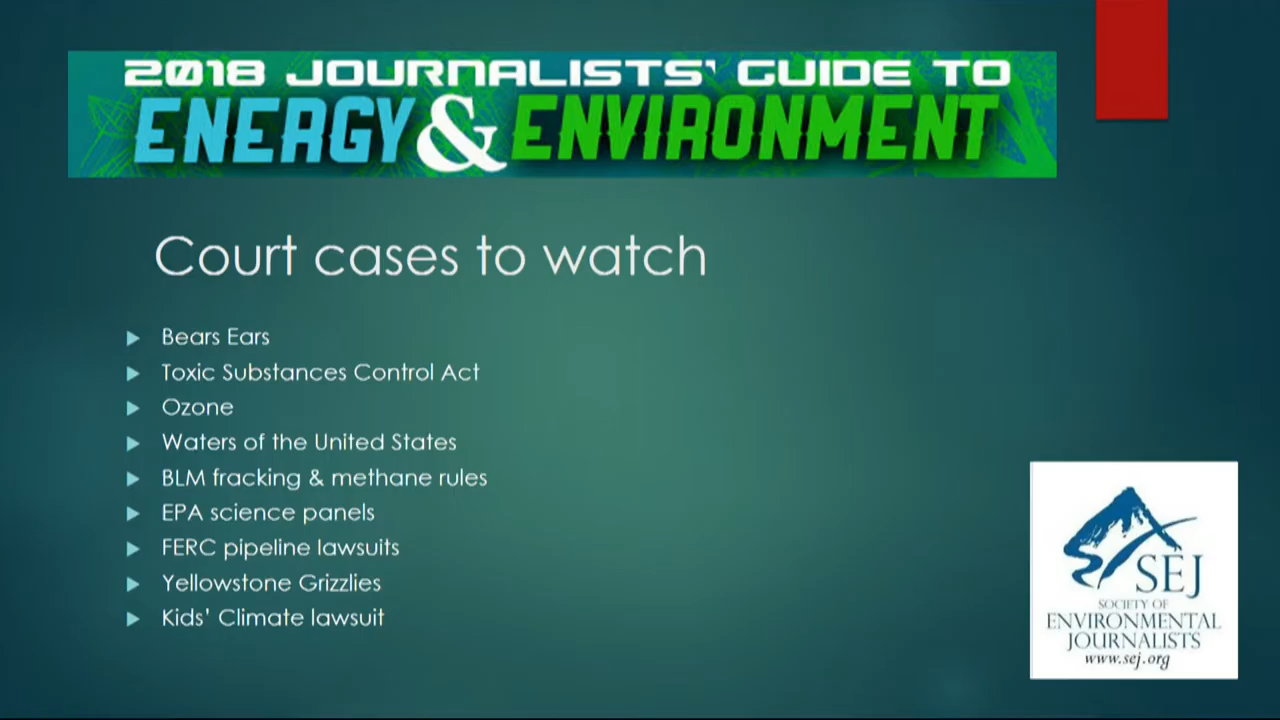 2018 JOURNALISTS' GUIDE TO
ENERGY & ENVIRONMENT
Court cases to watch
Bears Ears
Toxic Substances Control Act
Ozone
Waters of the United States
BLM fracking & methane rules
EPA science panels
FERC pipeline lawsuits
Yellowstone Grizzlies
Kids' Climate lawsuit
SEJ
SOCIETY OF
ENVIRONMENTAL
JOURNALISTS
www.sej.org